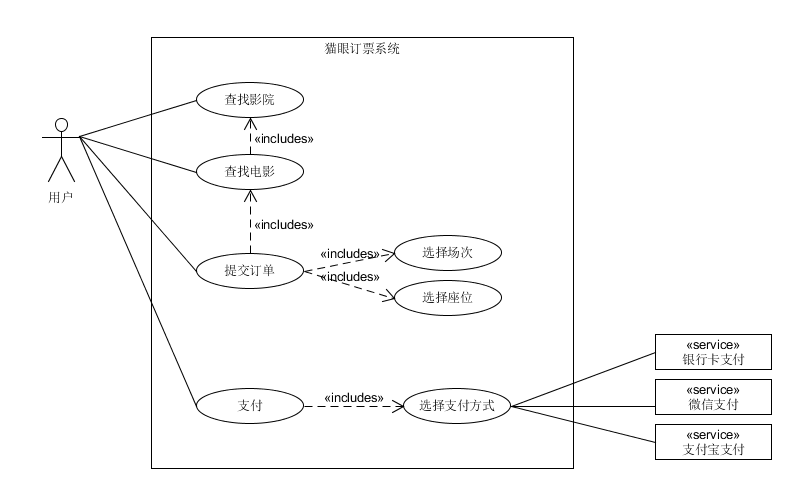 猫眼订票系统
查找影院
«includes»
查找电影
用户
«includes»
提交订单
«includes»
选择场次
«includes»
选择座位
«service»
银行卡支付
«service»
微信支付
支付
«includes»
选择支付方式
«service»
支付宝支付